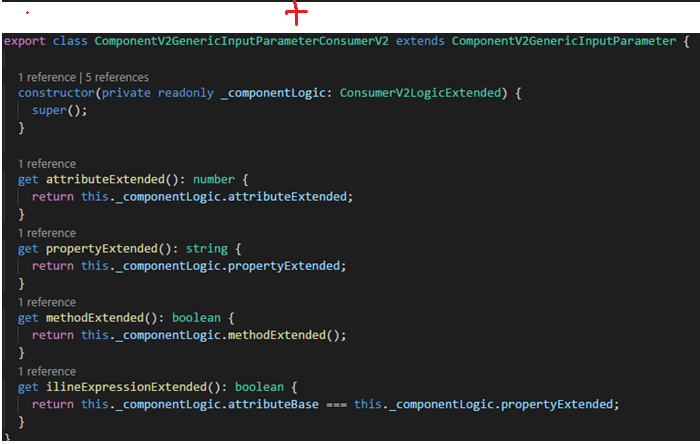 export class ComponentV2GenericInputParameterConsumerV2 extends ComponentV2GenericInputParameter {
1 reference | 5 references
constructor(private readonly _componentLogic: ConsumerV2LogicExtended) {
super();
}
1 reference
get attributeExtended(): number {
return this._componentLogic.attributeExtended;
}
1 reference
get propertyExtended(): string {
return this._componentLogic.propertyExtended;
}
1 reference
get methodExtended(): boolean {
return this._componentLogic.methodExtended();
}
1 reference
get ilineExpressionExtended(): boolean {
return this._componentLogic.attributeBase === this._componentLogic.propertyExtended;
}
}